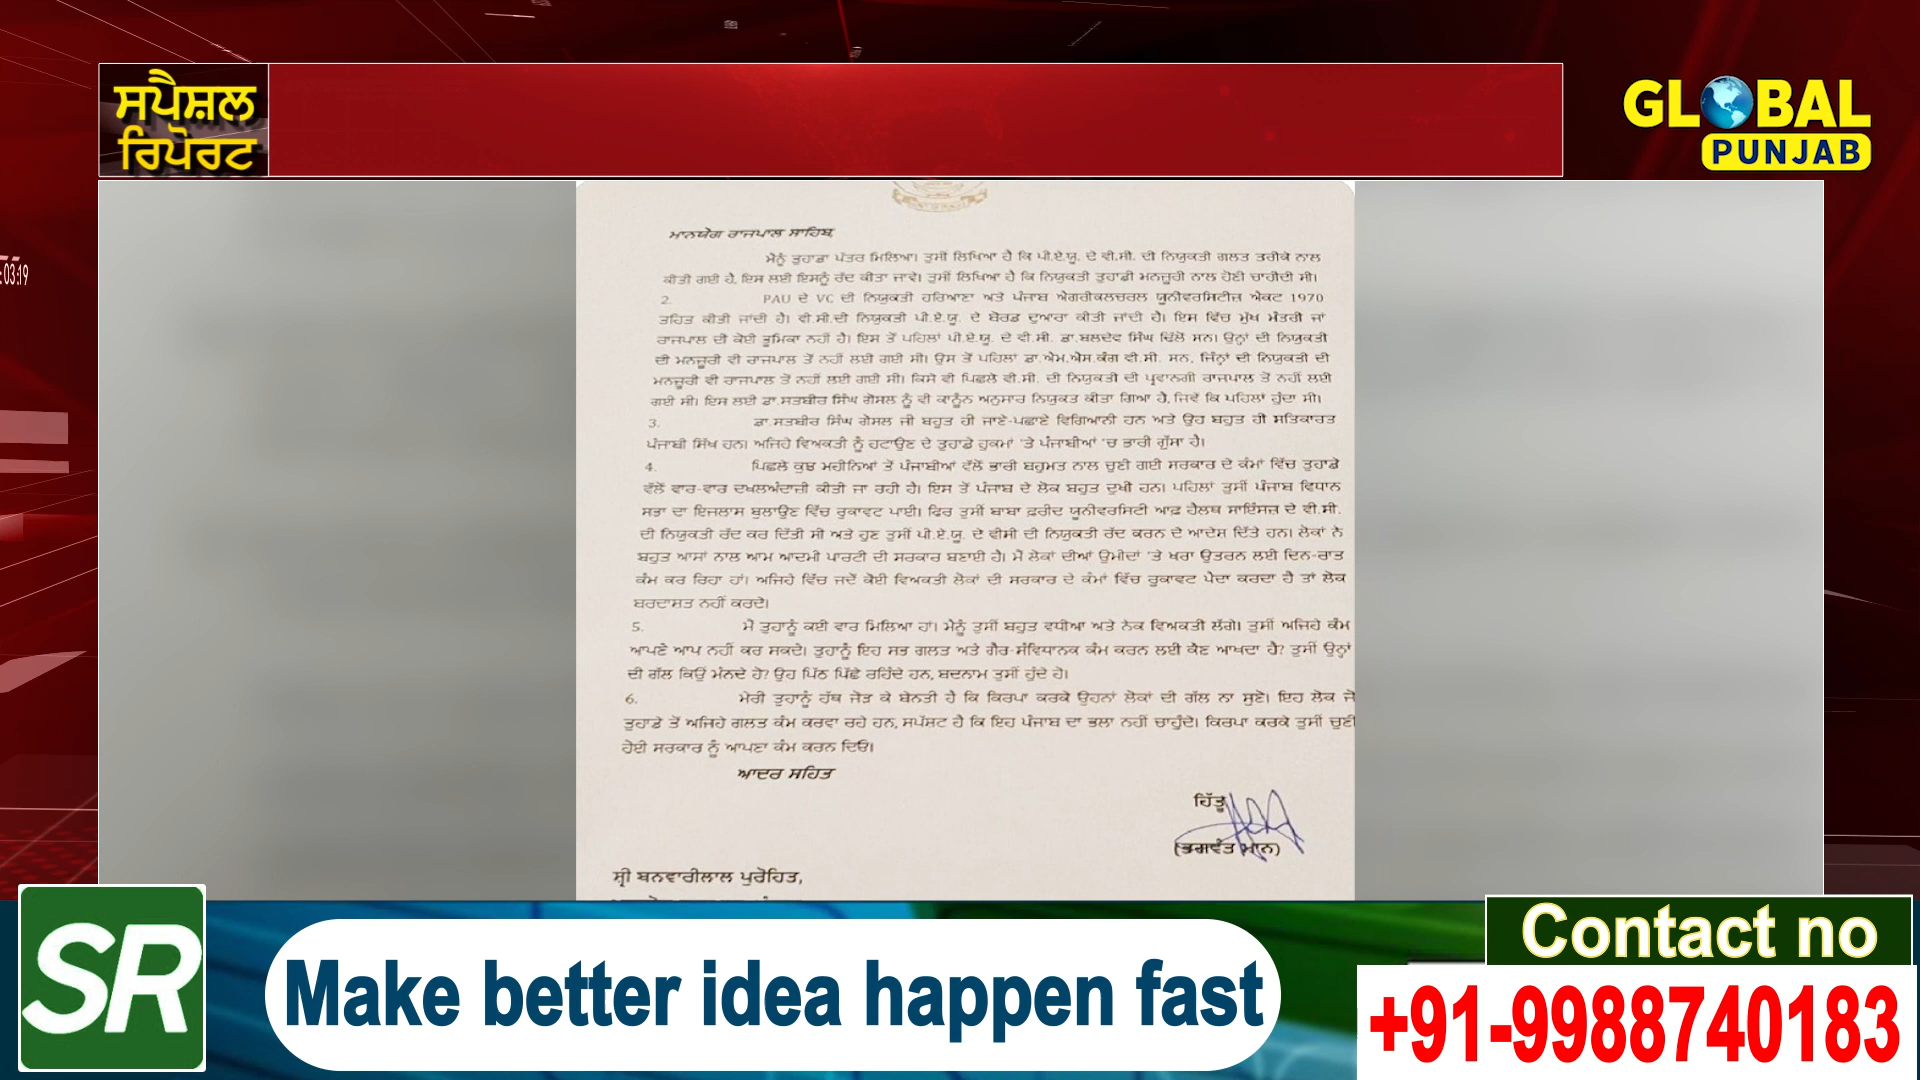 ਸਪੈਸ਼ਲ
ਰਿਪੋਰਟ
GLOBAL
PUNJAB
:03:19
ਮਾਨਯੋਗ ਰਾਜਪਾਲ ਸਾਹਿਬ,
ਮੈਨੂੰ ਤੁਹਾਡਾ ਪੱਤਰ ਮਿਲਿਆ। ਤੁਸੀਂ ਲਿਖਿਆ ਹੈ ਕਿ ਪੀ.ਏ.ਯੂ. ਦੇ ਵੀ.ਸੀ. ਦੀ ਨਿਯੁਕਤੀ ਗਲਤ ਤਰੀਕੇ ਨਾਲ
ਕੀਤੀ ਗਈ ਹੈ, ਇਸ ਲਈ ਇਸਨੂੰ ਰੱਦ ਕੀਤਾ ਜਾਵੇ। ਤੁਸੀਂ ਲਿਖਿਆ ਹੈ ਕਿ ਨਿਯੁਕਤੀ ਤੁਹਾਡੀ ਮਨਜ਼ੂਰੀ ਨਾਲ ਹੋਣੀ ਚਾਹੀਦੀ ਸੀ।
2. PAU ਦੇ VC ਦੀ ਨਿਯੁਕਤੀ ਹਰਿਆਣਾ ਅਤੇ ਪੰਜਾਬ ਐਗਰੀਕਲਚਰਲ ਯੂਨੀਵਰਸਿਟੀਜ਼ ਐਕਟ 1970
ਤਹਿਤ ਕੀਤੀ ਜਾਂਦੀ ਹੈ। ਵੀ.ਸੀ.ਦੀ ਨਿਯੁਕਤੀ ਪੀ.ਏ.ਯੂ. ਦੇ ਬੋਰਡ ਦੁਆਰਾ ਕੀਤੀ ਜਾਂਦੀ ਹੈ। ਇਸ ਵਿੱਚ ਮੁੱਖ ਮੰਤਰੀ ਜਾਂ
ਰਾਜਪਾਲ ਦੀ ਕੋਈ ਭੂਮਿਕਾ ਨਹੀਂ ਹੈ। ਇਸ ਤੋਂ ਪਹਿਲਾਂ ਪੀ.ਏ.ਯੂ. ਦੇ ਵੀ.ਸੀ. ਡਾ.ਬਲਦੇਵ ਸਿੰਘ ਢਿੱਲੋਂ ਸਨ। ਉਨ੍ਹਾਂ ਦੀ ਨਿਯੁਕਤੀ
ਦੀ ਮਨਜ਼ੂਰੀ ਵੀ ਰਾਜਪਾਲ ਤੋਂ ਨਹੀਂ ਲਈ ਗਈ ਸੀ। ਉਸ ਤੋਂ ਪਹਿਲਾਂ ਡਾ.ਐਮ.ਐਸ.ਕੰਗ ਵੀ.ਸੀ. ਸਨ, ਜਿੰਨ੍ਹਾਂ ਦੀ ਨਿਯੁਕਤੀ ਦੀ
ਮਨਜ਼ੂਰੀ ਵੀ ਰਾਜਪਾਲ ਤੋਂ ਨਹੀਂ ਲਈ ਗਈ ਸੀ। ਕਿਸੇ ਵੀ ਪਿਛਲੇ ਵੀ.ਸੀ. ਦੀ ਨਿਯੁਕਤੀ ਦੀ ਪ੍ਰਵਾਨਗੀ ਰਾਜਪਾਲ ਤੋਂ ਨਹੀਂ ਲਈ
ਗਈ ਸੀ। ਇਸ ਲਈ ਡਾ.ਸਤਬੀਰ ਸਿੰਘ ਗੋਸਲ ਨੂੰ ਵੀ ਕਾਨੂੰਨ ਅਨੁਸਾਰ ਨਿਯੁਕਤ ਕੀਤਾ ਗਿਆ ਹੈ, ਜਿਵੇਂ ਕਿ ਪਹਿਲਾਂ ਹੁੰਦਾ ਸੀ।
3. ਡਾ.ਸਤਬੀਰ ਸਿੰਘ ਗੋਸਲ ਜੀ ਬਹੁਤ ਹੀ ਜਾਣੇ-ਪਛਾਣੇ ਵਿਗਿਆਨੀ ਹਨ ਅਤੇ ਉਹ ਬਹੁਤ ਹੀ ਸਤਿਕਾਰਤ
ਪੰਜਾਬੀ ਸਿੱਖ ਹਨ। ਅਜਿਹੇ ਵਿਅਕਤੀ ਨੂੰ ਹਟਾਉਣ ਦੇ ਤੁਹਾਡੇ ਹੁਕਮਾਂ 'ਤੇ ਪੰਜਾਬੀਆਂ 'ਚ ਭਾਰੀ ਗੁੱਸਾ ਹੈ।
4. ਪਿਛਲੇ ਕੁਝ ਮਹੀਨਿਆਂ ਤੋਂ ਪੰਜਾਬੀਆਂ ਵੱਲੋਂ ਭਾਰੀ ਬਹੁਮਤ ਨਾਲ ਚੁਣੀ ਗਈ ਸਰਕਾਰ ਦੇ ਕੰਮਾਂ ਵਿੱਚ ਤੁਹਾਡੇ
ਵੱਲੋਂ ਵਾਰ-ਵਾਰ ਦਖਲਅੰਦਾਜ਼ੀ ਕੀਤੀ ਜਾ ਰਹੀ ਹੈ। ਇਸ ਤੋਂ ਪੰਜਾਬ ਦੇ ਲੋਕ ਬਹੁਤ ਦੁਖੀ ਹਨ। ਪਹਿਲਾਂ ਤੁਸੀਂ ਪੰਜਾਬ ਵਿਧਾਨ
ਸਭਾ ਦਾ ਇਜਲਾਸ ਬੁਲਾਉਣ ਵਿੱਚ ਰੁਕਾਵਟ ਪਾਈ। ਫਿਰ ਤੁਸੀਂ ਬਾਬਾ ਫ਼ਰੀਦ ਯੂਨੀਵਰਸਿਟੀ ਆਫ਼ ਹੈਲਥ ਸਾਇੰਸਜ਼ ਦੇ ਵੀ.ਸੀ.
ਦੀ ਨਿਯੁਕਤੀ ਰੱਦ ਕਰ ਦਿੱਤੀ ਸੀ ਅਤੇ ਹੁਣ ਤੁਸੀਂ ਪੀ.ਏ.ਯੂ. ਦੇ ਵੀਸੀ ਦੀ ਨਿਯੁਕਤੀ ਰੱਦ ਕਰਨ ਦੇ ਆਦੇਸ਼ ਦਿੱਤੇ ਹਨ। ਲੋਕਾਂ ਨੇ
ਬਹੁਤ ਆਸਾਂ ਨਾਲ ਆਮ ਆਦਮੀ ਪਾਰਟੀ ਦੀ ਸਰਕਾਰ ਬਣਾਈ ਹੈ। ਮੈਂ ਲੋਕਾਂ ਦੀਆਂ ਉਮੀਦਾਂ 'ਤੇ ਖਰਾ ਉਤਰਨ ਲਈ ਦਿਨ-ਰਾਤ
ਕੰਮ ਕਰ ਰਿਹਾ ਹਾਂ। ਅਜਿਹੇ ਵਿੱਚ ਜਦੋਂ ਕੋਈ ਵਿਅਕਤੀ ਲੋਕਾਂ ਦੀ ਸਰਕਾਰ ਦੇ ਕੰਮਾਂ ਵਿੱਚ ਰੁਕਾਵਟ ਪੈਦਾ ਕਰਦਾ ਹੈ ਤਾਂ ਲੋਕ
ਬਰਦਾਸ਼ਤ ਨਹੀਂ ਕਰਦੇ।
5. ਮੈਂ ਤੁਹਾਨੂੰ ਕਈ ਵਾਰ ਮਿਲਿਆ ਹਾਂ। ਮੈਨੂੰ ਤੁਸੀਂ ਬਹੁਤ ਵਧੀਆ ਅਤੇ ਨੇਕ ਵਿਅਕਤੀ ਲੱਗੇ। ਤੁਸੀਂ ਅਜਿਹੇ ਕੰਮ
ਆਪਣੇ ਆਪ ਨਹੀਂ ਕਰ ਸਕਦੇ। ਤੁਹਾਨੂੰ ਇਹ ਸਭ ਗਲਤ ਅਤੇ ਗੈਰ-ਸੰਵਿਧਾਨਕ ਕੰਮ ਕਰਨ ਲਈ ਕੌਣ ਆਖਦਾ ਹੈ? ਤੁਸੀਂ ਉਨ੍ਹਾਂ
ਦੀ ਗੱਲ ਕਿਉਂ ਮੰਨਦੇ ਹੋ? ਉਹ ਪਿੱਠ ਪਿੱਛੇ ਰਹਿੰਦੇ ਹਨ, ਬਦਨਾਮ ਤੁਸੀਂ ਹੁੰਦੇ ਹੋ।
6. ਮੇਰੀ ਤੁਹਾਨੂੰ ਹੱਥ ਜੋੜ ਕੇ ਬੇਨਤੀ ਹੈ ਕਿ ਕਿਰਪਾ ਕਰਕੇ ਉਹਨਾਂ ਲੋਕਾਂ ਦੀ ਗੱਲ ਨਾ ਸੁਣੋ। ਇਹ ਲੋਕ ਜੋ
ਤੁਹਾਡੇ ਤੋਂ ਅਜਿਹੇ ਗਲਤ ਕੰਮ ਕਰਵਾ ਰਹੇ ਹਨ, ਸਪੱਸ਼ਟ ਹੈ ਕਿ ਇਹ ਪੰਜਾਬ ਦਾ ਭਲਾ ਨਹੀਂ ਚਾਹੁੰਦੇ। ਕਿਰਪਾ ਕਰਕੇ ਤੁਸੀਂ ਚੁਣੀ
ਹੋਈ ਸਰਕਾਰ ਨੂੰ ਆਪਣਾ ਕੰਮ ਕਰਨ ਦਿਓ।
ਆਦਰ ਸਹਿਤ
ਹਿੱਤੂ
(ਭਗਵੰਤ ਮਾਨ)
ਸ੍ਰੀ ਬਨਵਾਰੀਲਾਲ ਪੁਰੋਹਿਤ,
SR
Make better idea happen fast
Contact no
+91-9988740183